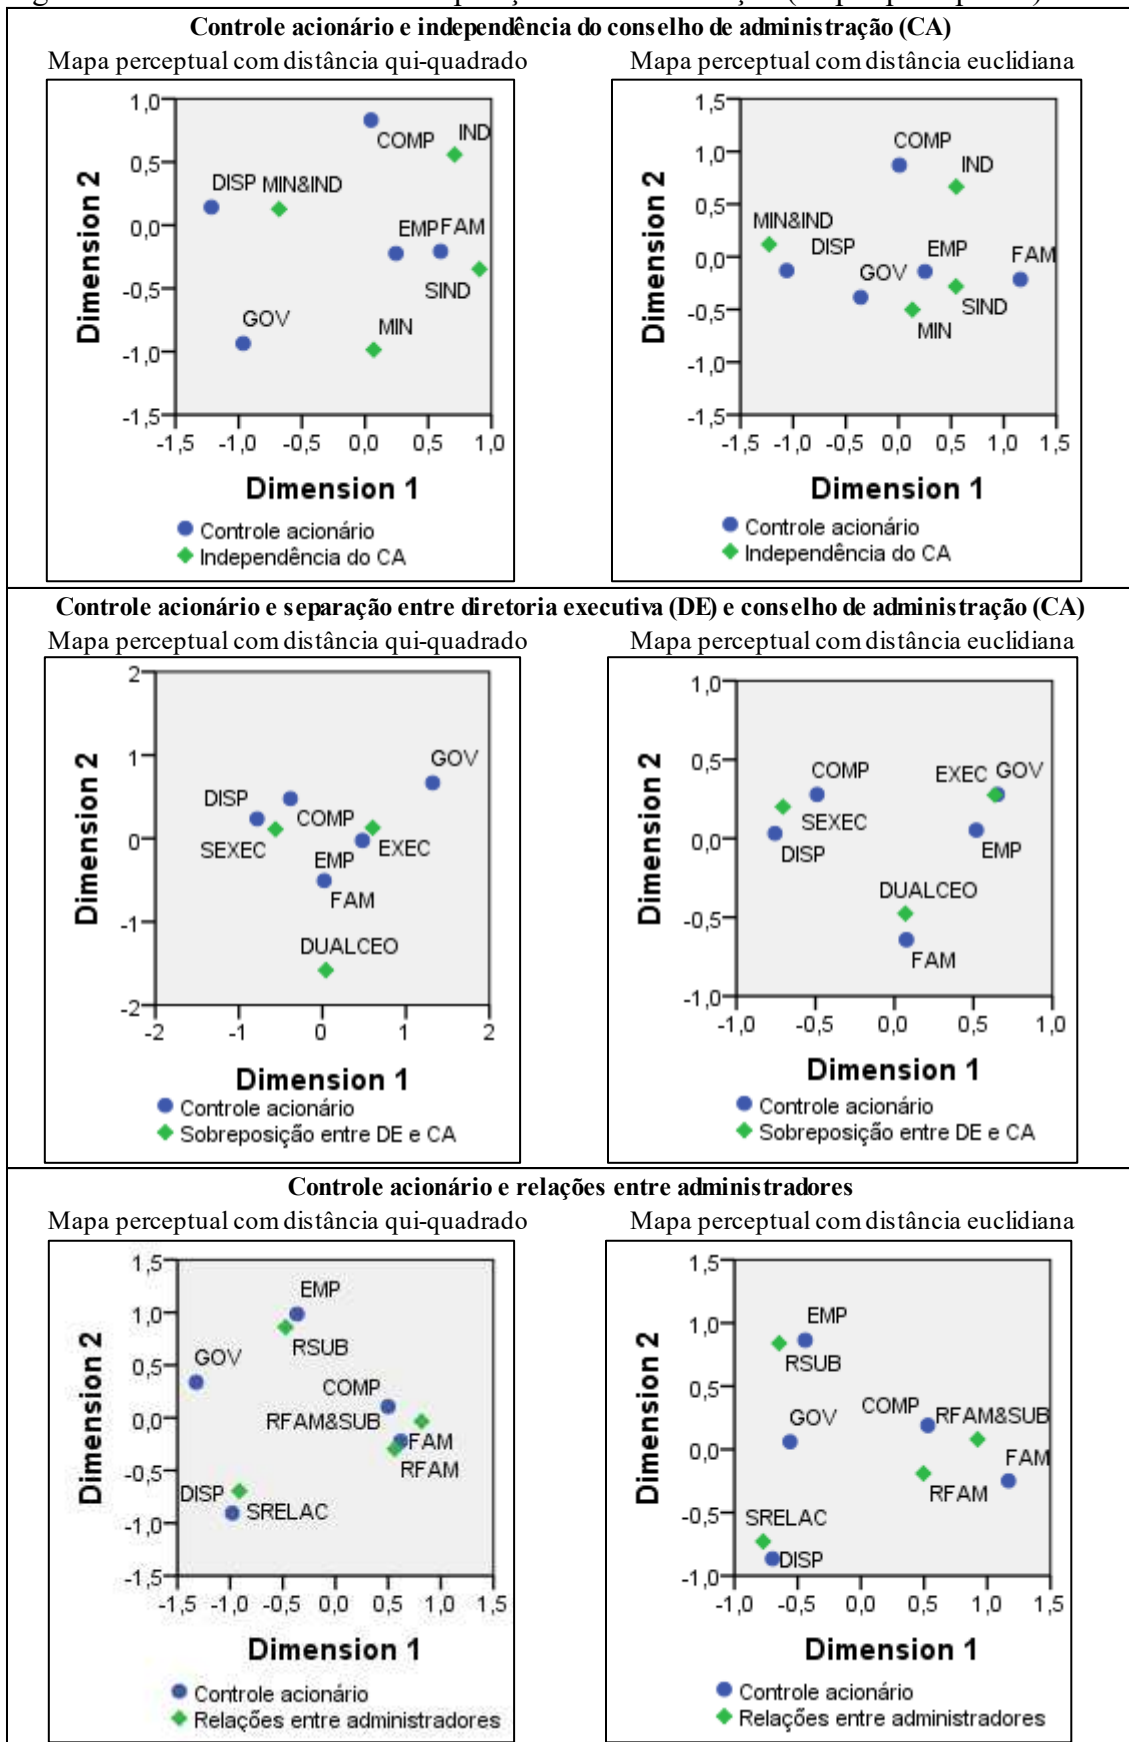 Controle acionário e independência do conselho de administração (CA)
Mapa perceptual com distância qui-quadrado
Mapa perceptual com distância euclidiana
1,0
0,5
0,0
-0,5
-1,0
-1,5
Dimension 2
COMP
IND
DISP
MIN&IND
EMP
FAM
SIND
GOV
MIN
-1,5 -1,0 -0,5 0,0 0,5 1,0
Dimension 1
Controle acionário
Independência do CA
1,5
1,0
0,5
0,0
-0,5
-1,0
-1,5
Dimension 2
COMP
IND
MIN&IND
DISP
EMP
FAM
GOV
SIND
MIN
-1,5 -1,0 -0,5 0,0 0,5 1,0 1,5
Dimension 1
Controle acionário
Independência do CA
Controle acionário e separação entre diretoria executiva (DE) e conselho de administração (CA)
Mapa perceptual com distância qui-quadrado
Mapa perceptual com distância euclidiana
2
1
0
-1
-2
Dimension 2
GOV
DISP
COMP
SEXEC
EMP
EXEC
FAM
DUALCEO
-2 -1 0 1 2
Dimension 1
Controle acionário
Sobreposição entre DE e CA
1,0
0,5
0,0
-0,5
-1,0
Dimension 2
COMP
EXEC
GOV
SEXEC
DISP
EMP
DUALCEO
FAM
-1,0 -0,5 0,0 0,5 1,0
Dimension 1
Controle acionário
Sobreposição entre DE e CA
Controle acionário e relações entre administradores
Mapa perceptual com distância qui-quadrado
Mapa perceptual com distância euclidiana
1,5
1,0
0,5
0,0
-0,5
-1,0
-1,5
Dimension 2
EMP
RSUB
GOV
COMP
RFAM&SUB
FAM
RFAM
DISP
SRELAC
-1,5 -1,0 -0,5 0,0 0,5 1,0 1,5
Dimension 1
Controle acionário
Relações entre administradores
1,5
1,0
0,5
0,0
-0,5
-1,0
Dimension 2
EMP
RSUB
GOV
COMP
RFAM&SUB
FAM
RFAM
SRELAC
DISP
-1,0 -0,5 0,0 0,5 1,0 1,5
Dimension 1
Controle acionário
Relações entre administradores